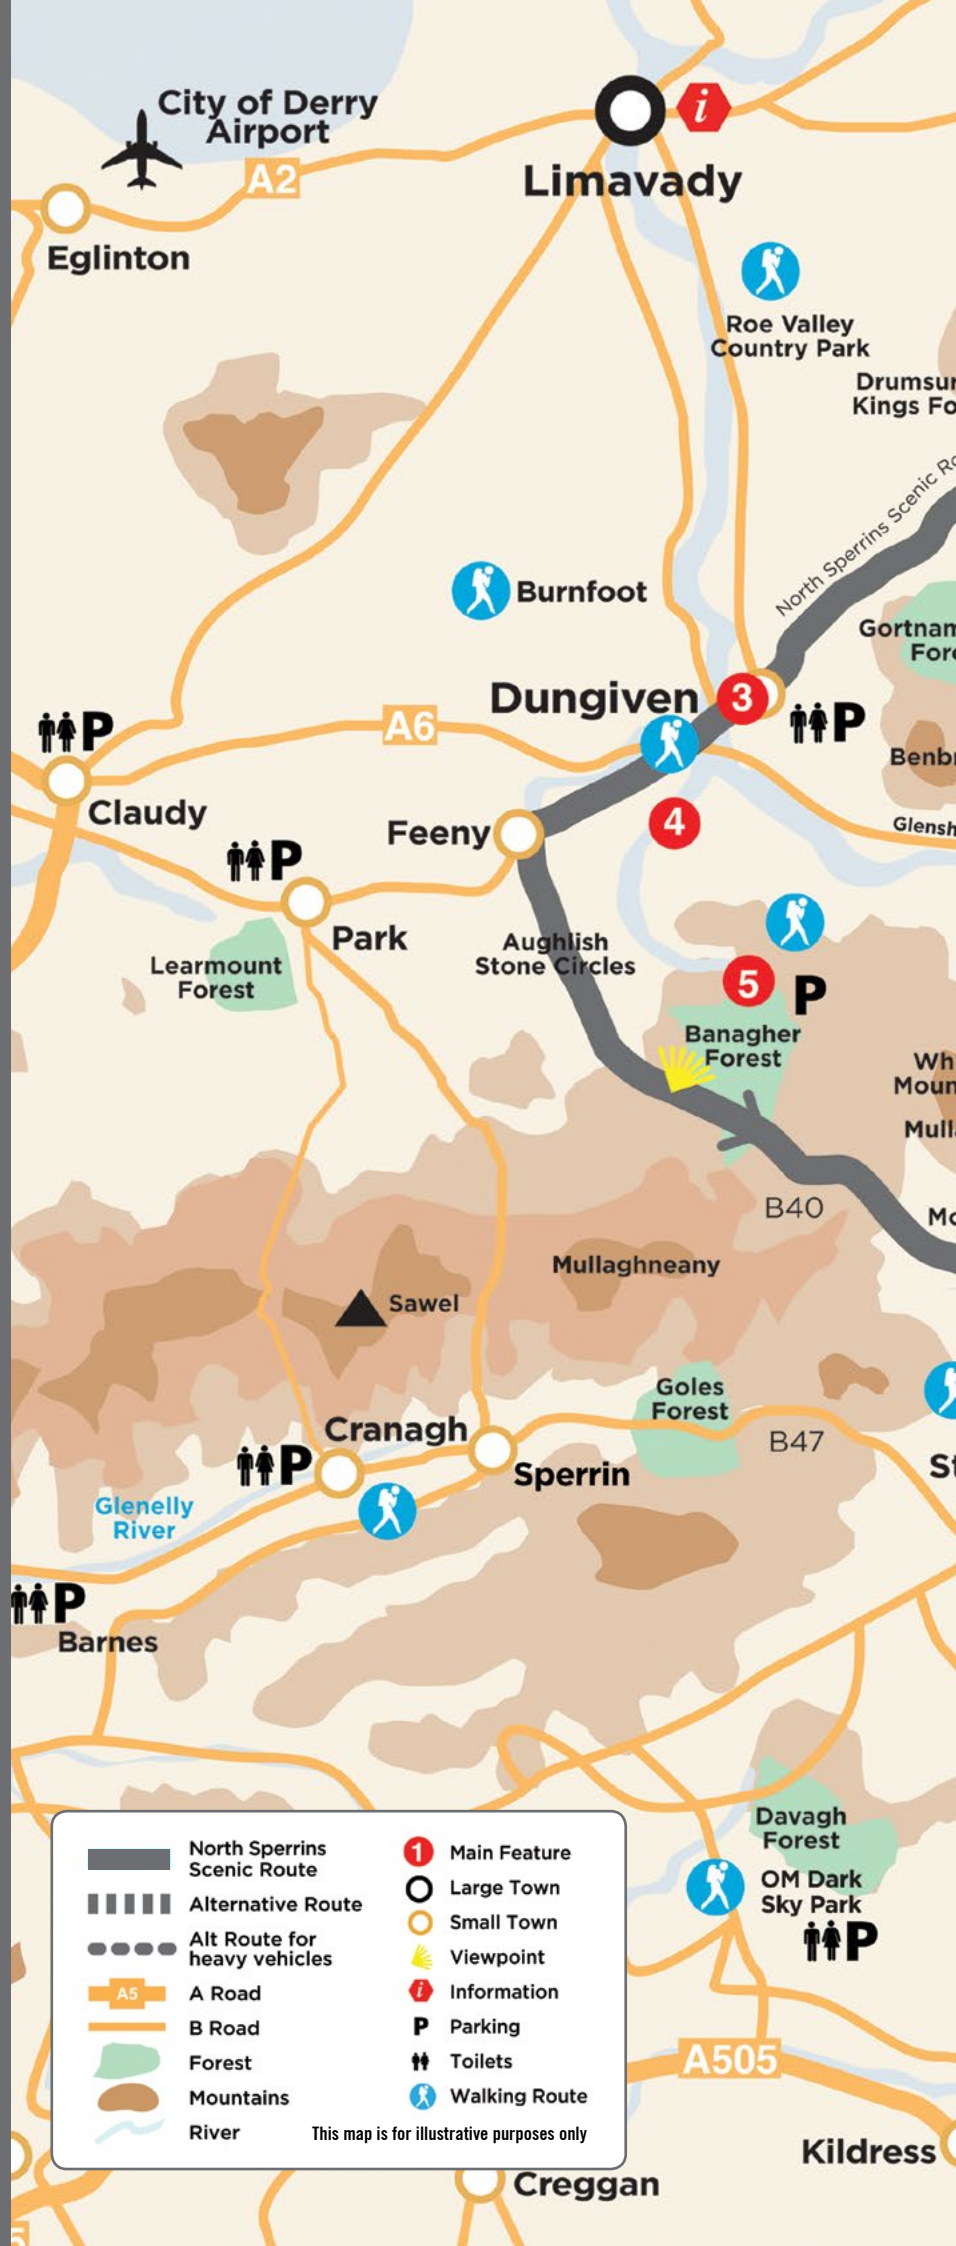 City of Derry
Airport
A2
i
Limavady
Eglinton
Roe Valley
Country Park
Drumsur
Kings Fo
North Sperrins Scenic Ro
Burnfoot
Gortnam
Fore
Dungiven
3
P
P
A6
Benbr
Claudy
Feeny
4
Glensh
P
Park
Aughlish
Stone Circles
Learmount
Forest
5
P
Banagher
Forest
Wh
Moun
Mulla
B40
Mo
Mullaghneany
Sawel
Goles
Forest
Cranagh
B47
P
Sperrin
St
Glenelly
River
P
Barnes
Davagh
Forest
OM Dark
Sky Park
P
North Sperrins
Scenic Route
Alternative Route
Alt Route for
heavy vehicles
A5
A Road
B Road
Forest
Mountains
River
1
Main Feature
Large Town
Small Town
Viewpoint
i
Information
P
Parking
Toilets
Walking Route
This map is for illustrative purposes only
A505
Kildress
Creggan
5